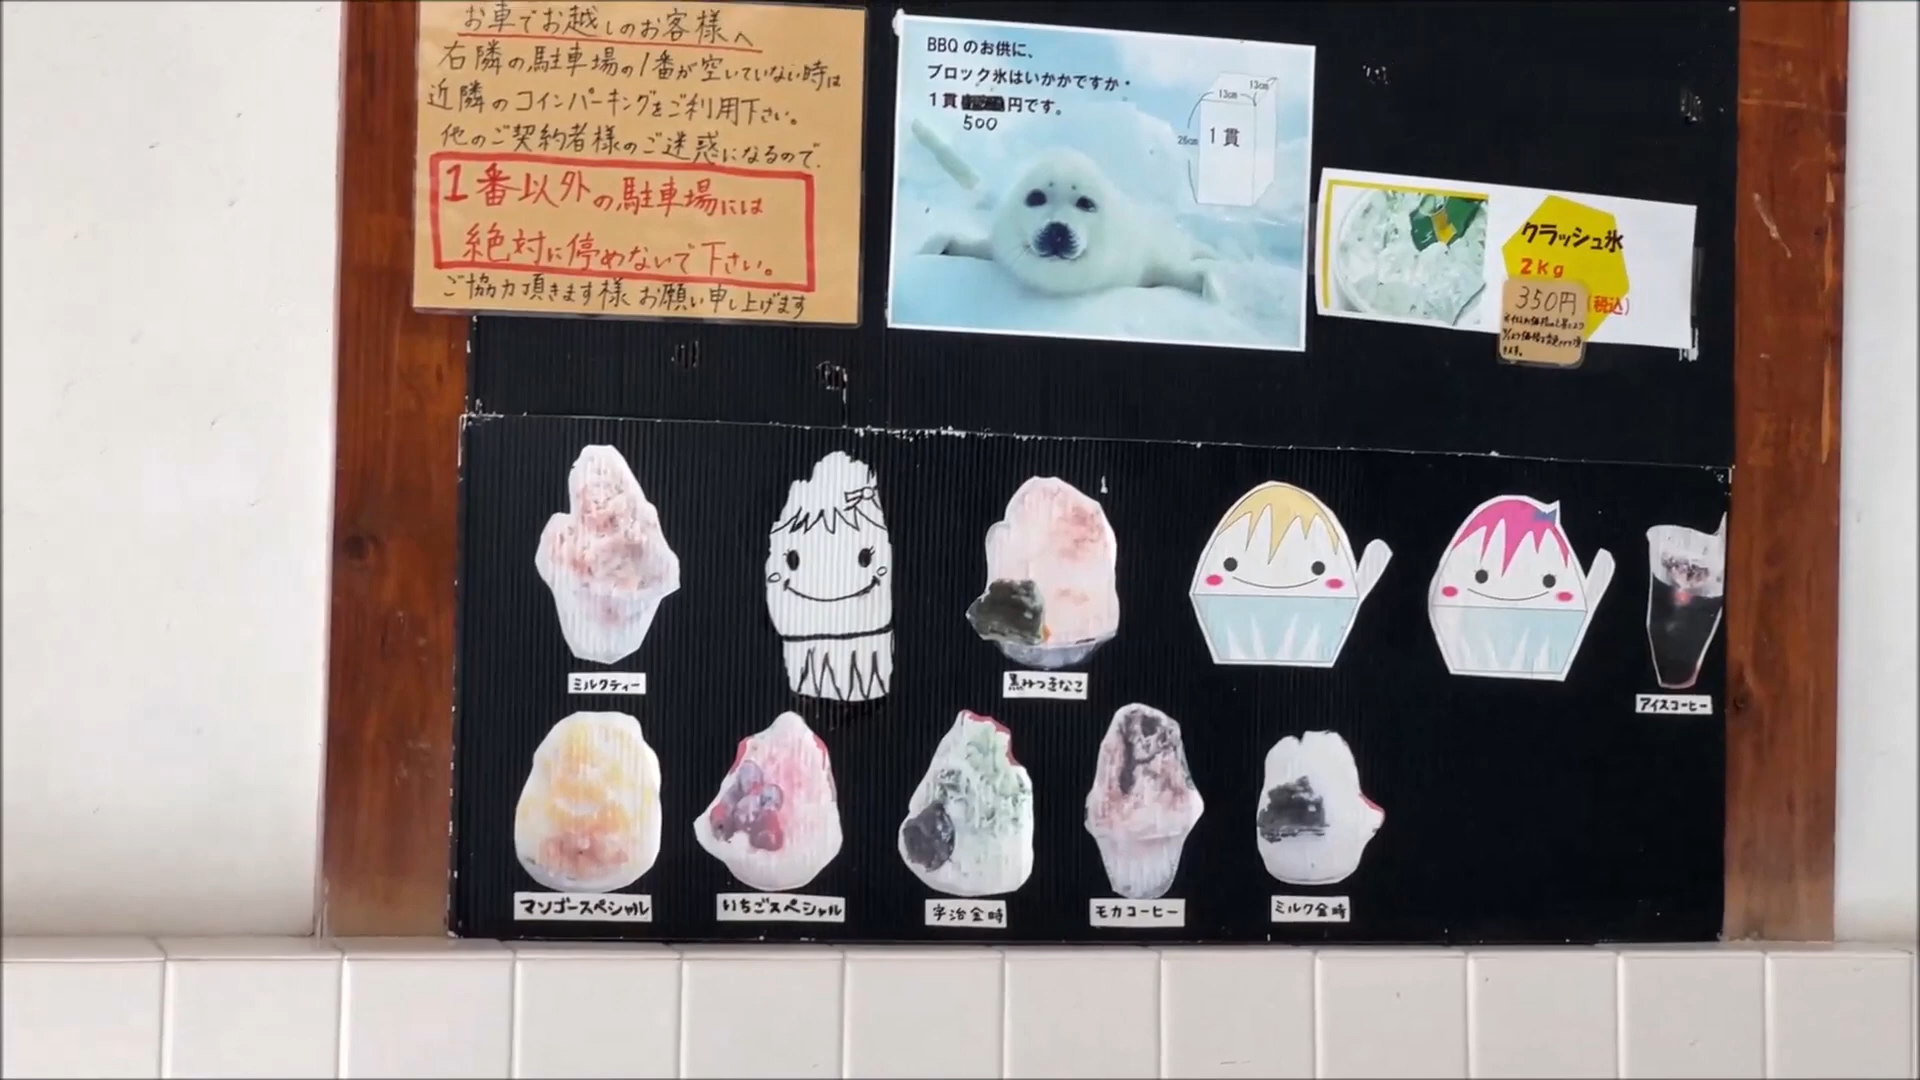 お車でお越しのお客様へ
右隣の駐車場の1番が空いていない時は
近隣のコインパーキングをご利用下さい。
他のご契約者様のご迷惑になるので、
1番以外の駐車場には
絶対に停めないで下さい。
ご協力頂きます様お願い申し上げます
BBQのお供に、
ブロック氷はいかかですか・
1貫 円です。
500
13cm
13cm
26cm
1貫
クラッシュ氷
2kg
350円(税込)
ミルクティー
黒みつきなこ
アイスコーヒー
マンゴースペシャル
いちごスペシャル
宇治金時
モカコーヒー
ミルク金時